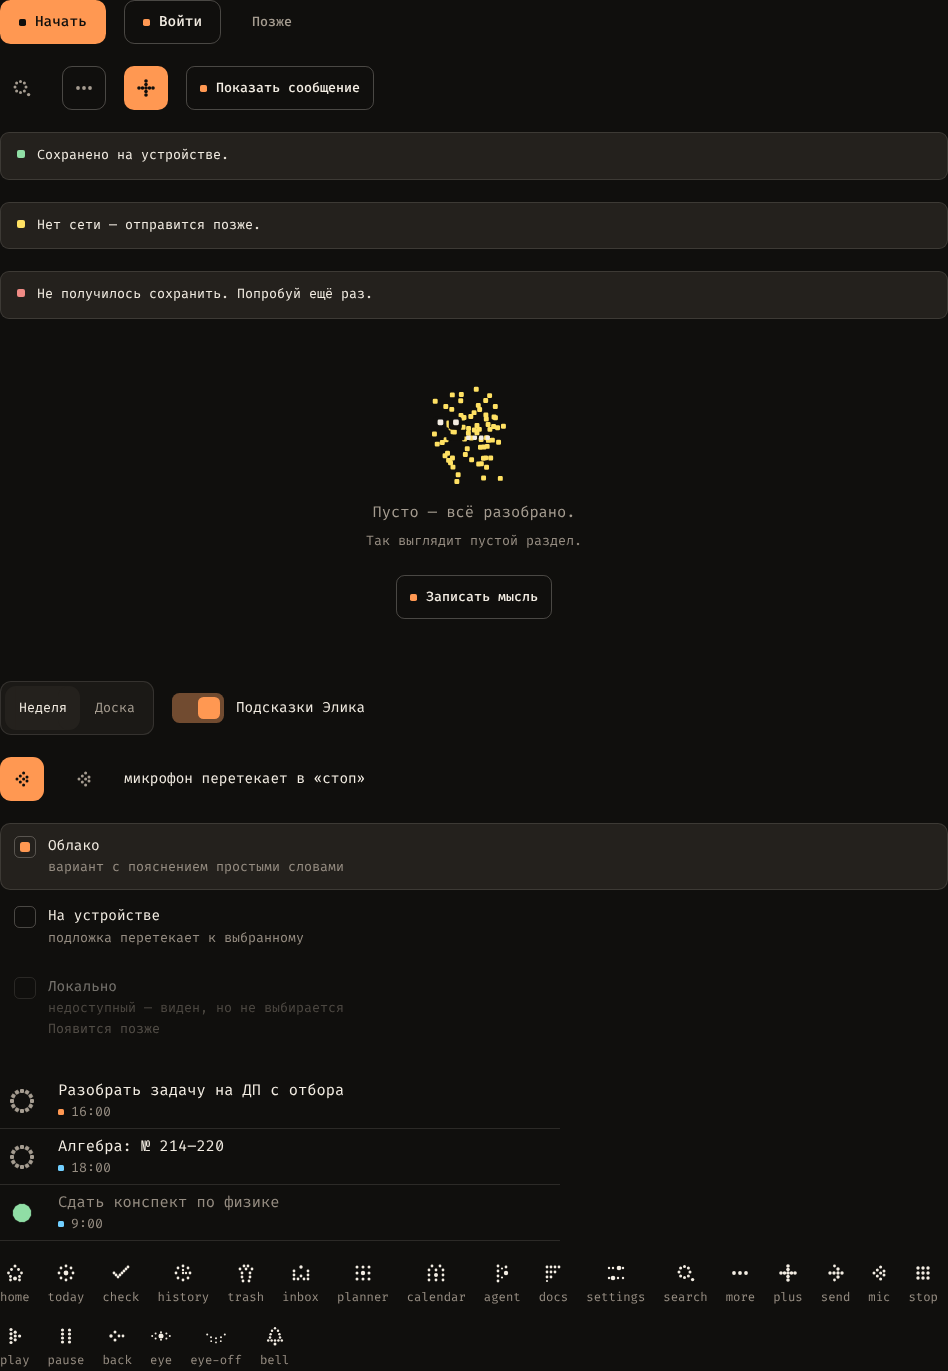 Начать Войти Позже
Показать сообщение
Сохранено на устройстве.
Нет сети — отправится позже.
Не получилось сохранить. Попробуй ещё раз.
Пусто — всё разобрано.
Так выглядит пустой раздел.
Записать мысль
Неделя Доска Подсказки Элика
микрофон перетекает в «стоп»
Облако
вариант с пояснением простыми словами
На устройстве
подложка перетекает к выбранному
Локально
недоступный — виден, но не выбирается
Появится позже
Разобрать задачу на ДП с отбора
16:00
Алгебра: № 214–220
18:00
Сдать конспект по физике
9:00
home today check history trash inbox planner calendar agent docs settings search more plus send mic stop
play pause back eye eye-off bell